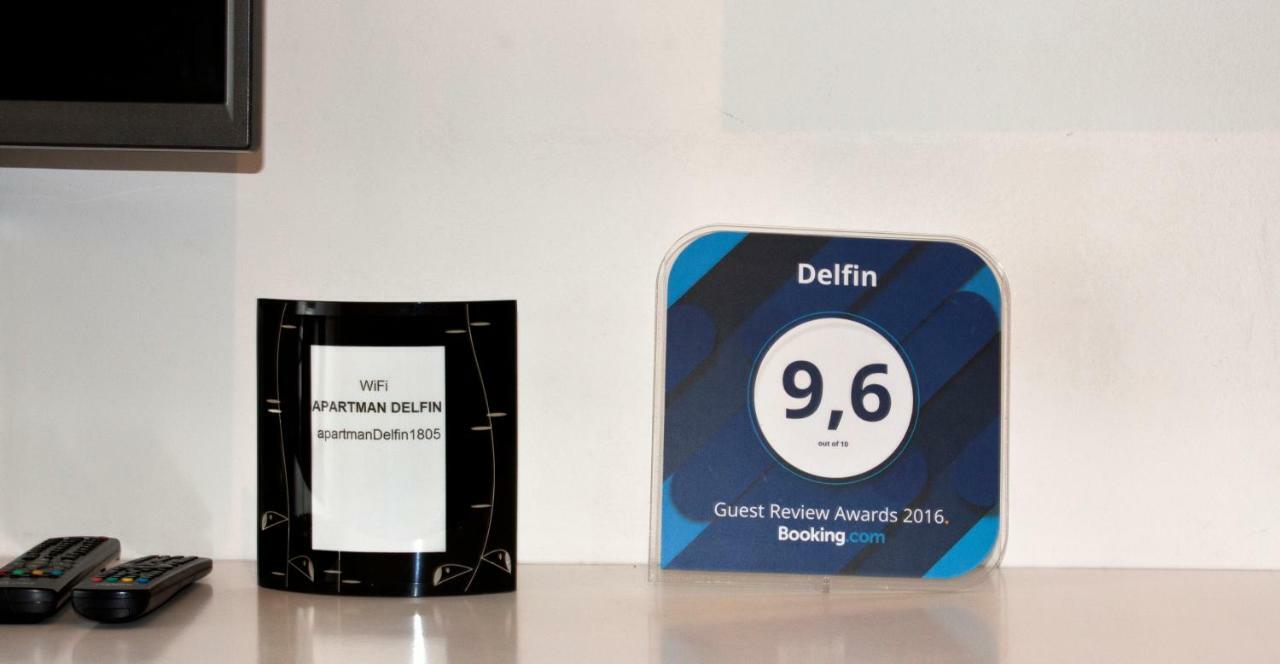 WiFi
APARTMAN DELFIN
apartmanDelfin1805
Delfin
9,6
out of 10
Guest Review Awards 2016.
Booking.com